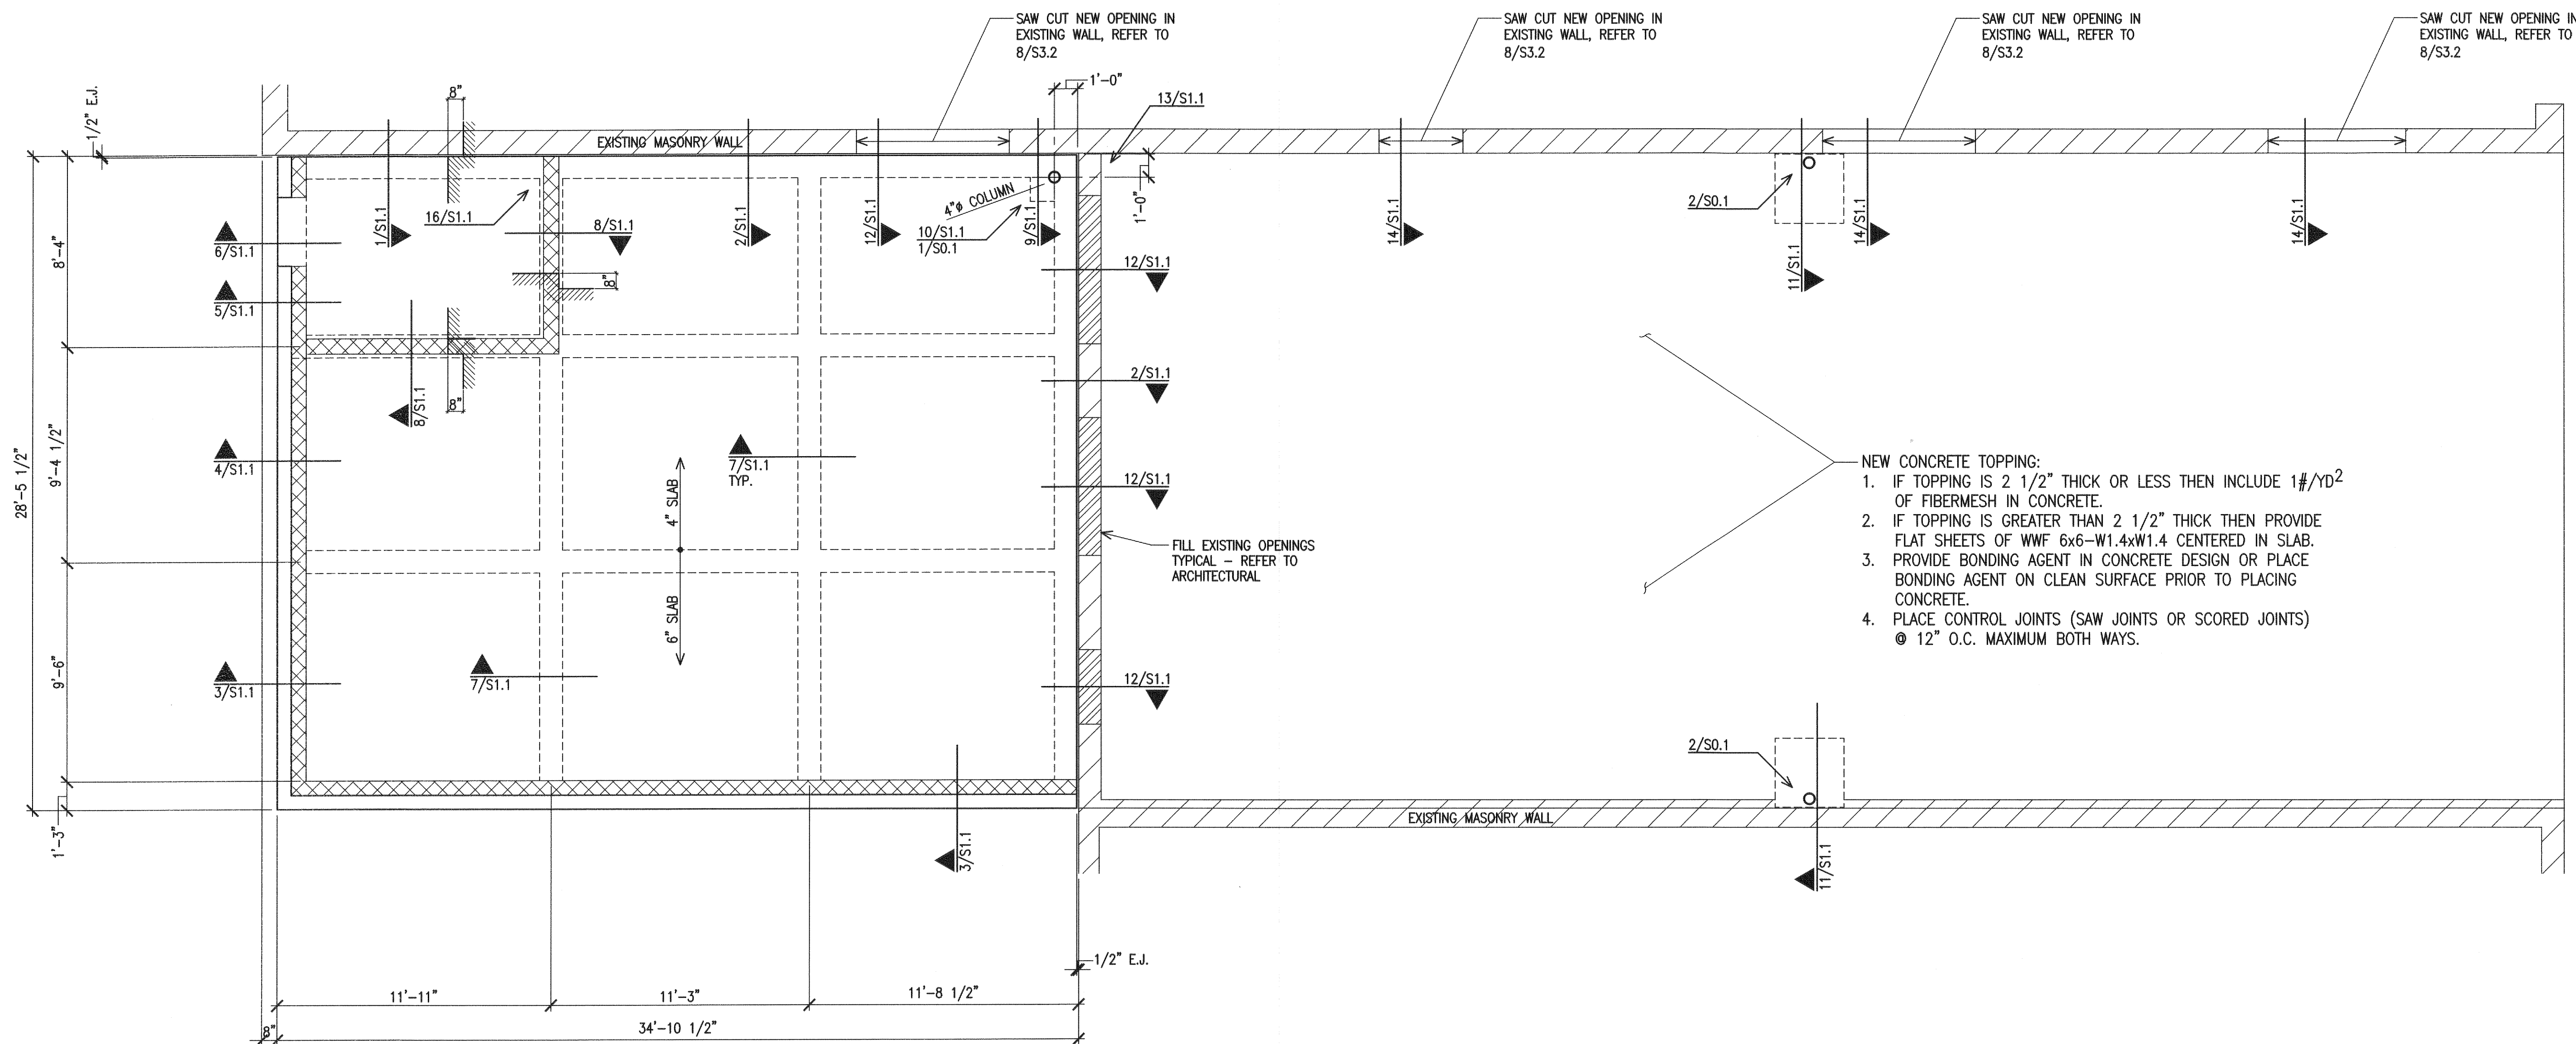 SAW CUT NEW OPENING IN
EXISTING WALL, REFER TO
8/S3.2
SAW CUT NEW OPENING IN
EXISTING WALL, REFER TO
8/S3.2
SAW CUT NEW OPENING IN
EXISTING WALL, REFER TO
8/S3.2
SAW CUT NEW OPENING IN
EXISTING WALL, REFER TO
8/S3.2
1/2" E.J.
8"
1'-0"
13/S1.1
EXISTING MASONRY WALL
1/S1.1
16/S1.1
8/S1.1
2/S1.1
12/S1.1
4"ø COLUMN
10/S1.1
1/S0.1
9/S1.1
1'-0"
14/S1.1
2/S0.1
11/S1.1
14/S1.1
14/S1.1
6/S1.1
8'-4"
5/S1.1
8"
12/S1.1
8/S1.1
8"
2/S1.1
28'-5 1/2"
9'-4 1/2"
4/S1.1
7/S1.1
TYP.
4" SLAB
6" SLAB
12/S1.1
FILL EXISTING OPENINGS
TYPICAL - REFER TO
ARCHITECTURAL
NEW CONCRETE TOPPING:
1. IF TOPPING IS 2 1/2" THICK OR LESS THEN INCLUDE 1#/YD2
OF FIBERMESH IN CONCRETE.
2. IF TOPPING IS GREATER THAN 2 1/2" THICK THEN PROVIDE
FLAT SHEETS OF WWF 6x6-W1.4xW1.4 CENTERED IN SLAB.
3. PROVIDE BONDING AGENT IN CONCRETE DESIGN OR PLACE
BONDING AGENT ON CLEAN SURFACE PRIOR TO PLACING
CONCRETE.
4. PLACE CONTROL JOINTS (SAW JOINTS OR SCORED JOINTS)
@ 12" O.C. MAXIMUM BOTH WAYS.
9'-6"
3/S1.1
7/S1.1
12/S1.1
2/S0.1
1'-3"
3/S1.1
EXISTING MASONRY WALL
11/S1.1
1/2" E.J.
11'-11"
11'-3"
11'-8 1/2"
8"
34'-10 1/2"